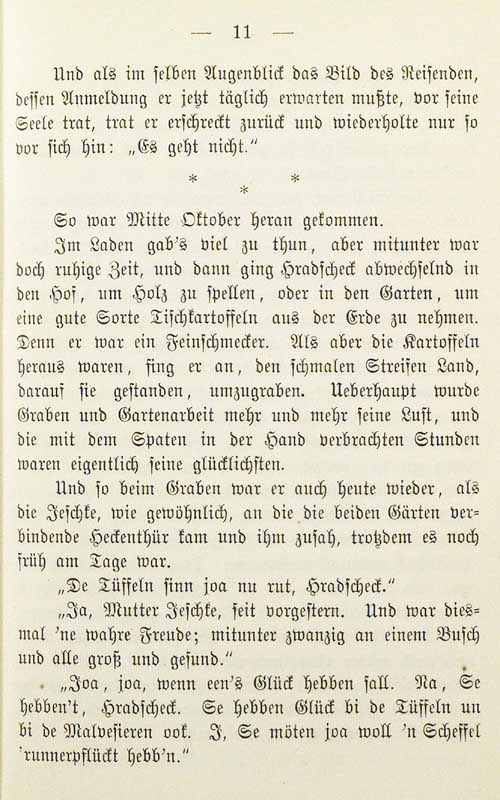 — 11 —
Und als im selben Augenblick das Bild des Reisenden,
dessen Anmeldung er jetzt täglich erwarten mußte, vor seine
Seele trat, trat er erschreckt zurück und wiederholte nur so
vor sich hin: „Es geht nicht.“
* * *
So war Mitte Oktober heran gekommen.
Im Laden gab's viel zu thun, aber mitunter war
doch ruhige Zeit, und dann ging Hradscheck abwechselnd in
den Hof, um Holz zu spellen, oder in den Garten, um
eine gute Sorte Tischkartoffeln aus der Erde zu nehmen.
Denn er war ein Feinschmecker. Als aber die Kartoffeln
heraus waren, fing er an, den schmalen Streifen Land,
darauf sie gestanden, umzugraben. Ueberhaupt wurde
Graben und Gartenarbeit mehr und mehr seine Lust, und
die mit dem Spaten in der Hand verbrachten Stunden
waren eigentlich seine glücklichsten.
Und so beim Graben war er auch heute wieder, als
die Jeschke, wie gewöhnlich, an die die beiden Gärten ver-
bindende Heckenthür kam und ihm zusah, trotzdem es noch
früh am Tage war.
„De Tüffeln sinn joa nu rut, Hradscheck.“
„Ja, Mutter Jeschke, seit vorgestern. Und war dies-
mal 'ne wahre Freude; mitunter zwanzig an einem Busch
und alle groß und gesund.“
„Joa, joa, wenn een's Glück hebben sall. Na, Se
hebben't, Hradscheck. Se hebben Glück bi de Tüffeln un
bi de Malvesieren ook. I, Se möten joa woll 'n Scheffel
'runnerpflückt hebb'n.“